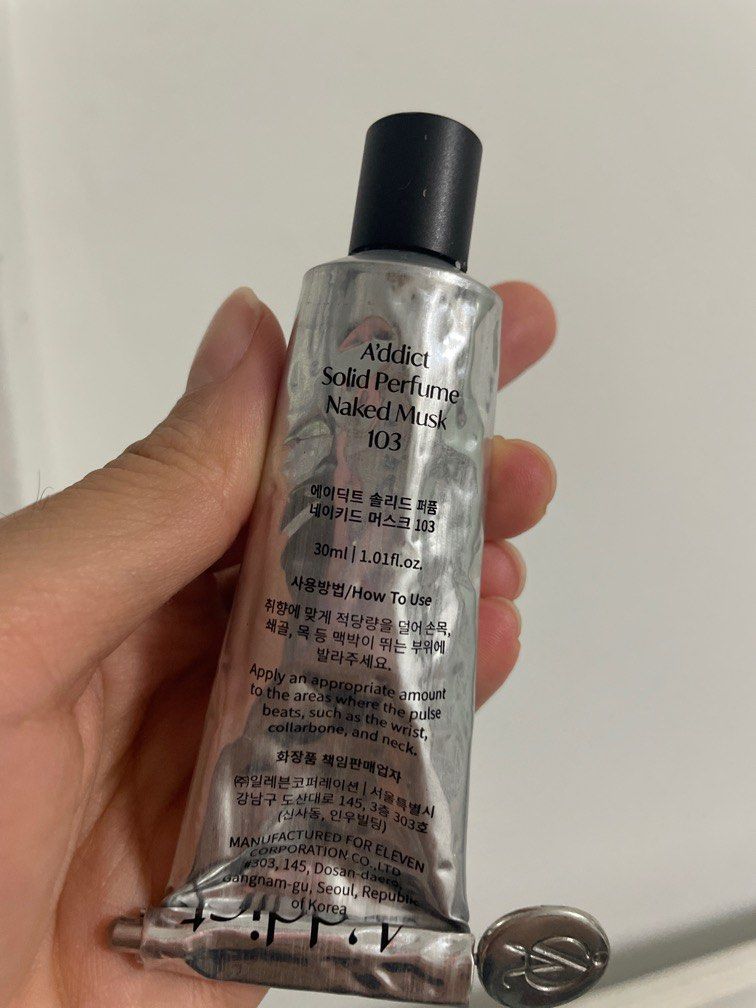 A'ddict
Solid Perfume
Naked Musk
103
에이딕트 솔리드 퍼퓸
네이키드 머스크 103
30ml | 1.01fl.oz.
사용방법/How To Use
취향에 맞게 적당량을 덜어 손목,
쇄골, 목 등 맥박이 뛰는 부위에
발라주세요.
Apply an appropriate amount
to the areas where the pulse
beats, such as the wrist,
collarbone, and neck.
화장품 책임판매업자
(주)일레븐코퍼레이션 | 서울특별시
강남구 도산대로 145, 3층 303호
(신사동, 인우빌딩)
MANUFACTURED FOR ELEVEN
CORPORATION CO.,LTD
#303, 145, Dosan-daero,
Gangnam-gu, Seoul, Republic
of Korea
A'ddict